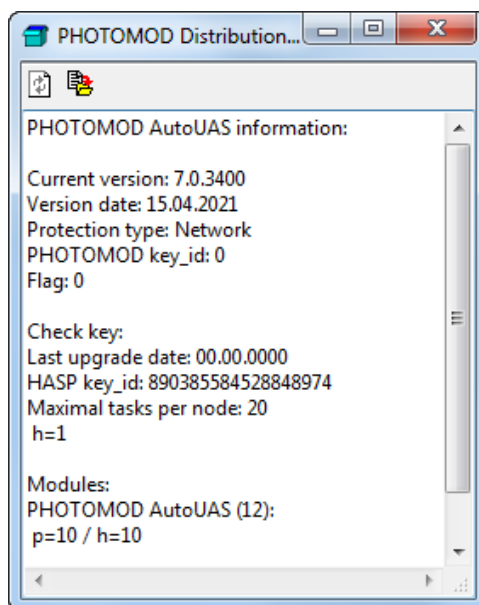 PHOTOMOD Distribution...
PHOTOMOD AutoUAS information:
Current version: 7.0.3400
Version date: 15.04.2021
Protection type: Network
PHOTOMOD key_id: 0
Flag: 0
Check key:
Last upgrade date: 00.00.0000
HASP key_id: 890385584528848974
Maximal tasks per node: 20
h=1
Modules:
PHOTOMOD AutoUAS (12):
p=10 / h=10